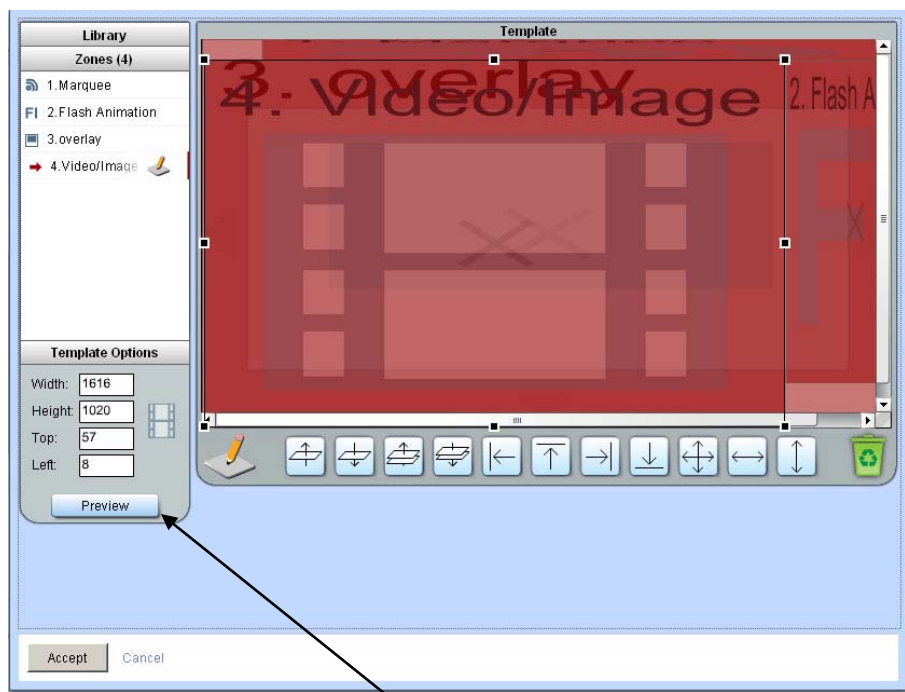 Library
Zones (4)
1.Marquee
Fl 2.Flash Animation
3.overlay
4.Video/Image
Template Options
Width: 1616
Height: 1020
Top: 57
Left: 8
Preview
Template
3. overlay
4. Video/Image
2. Flash A
X
X
X
Accept
Cancel